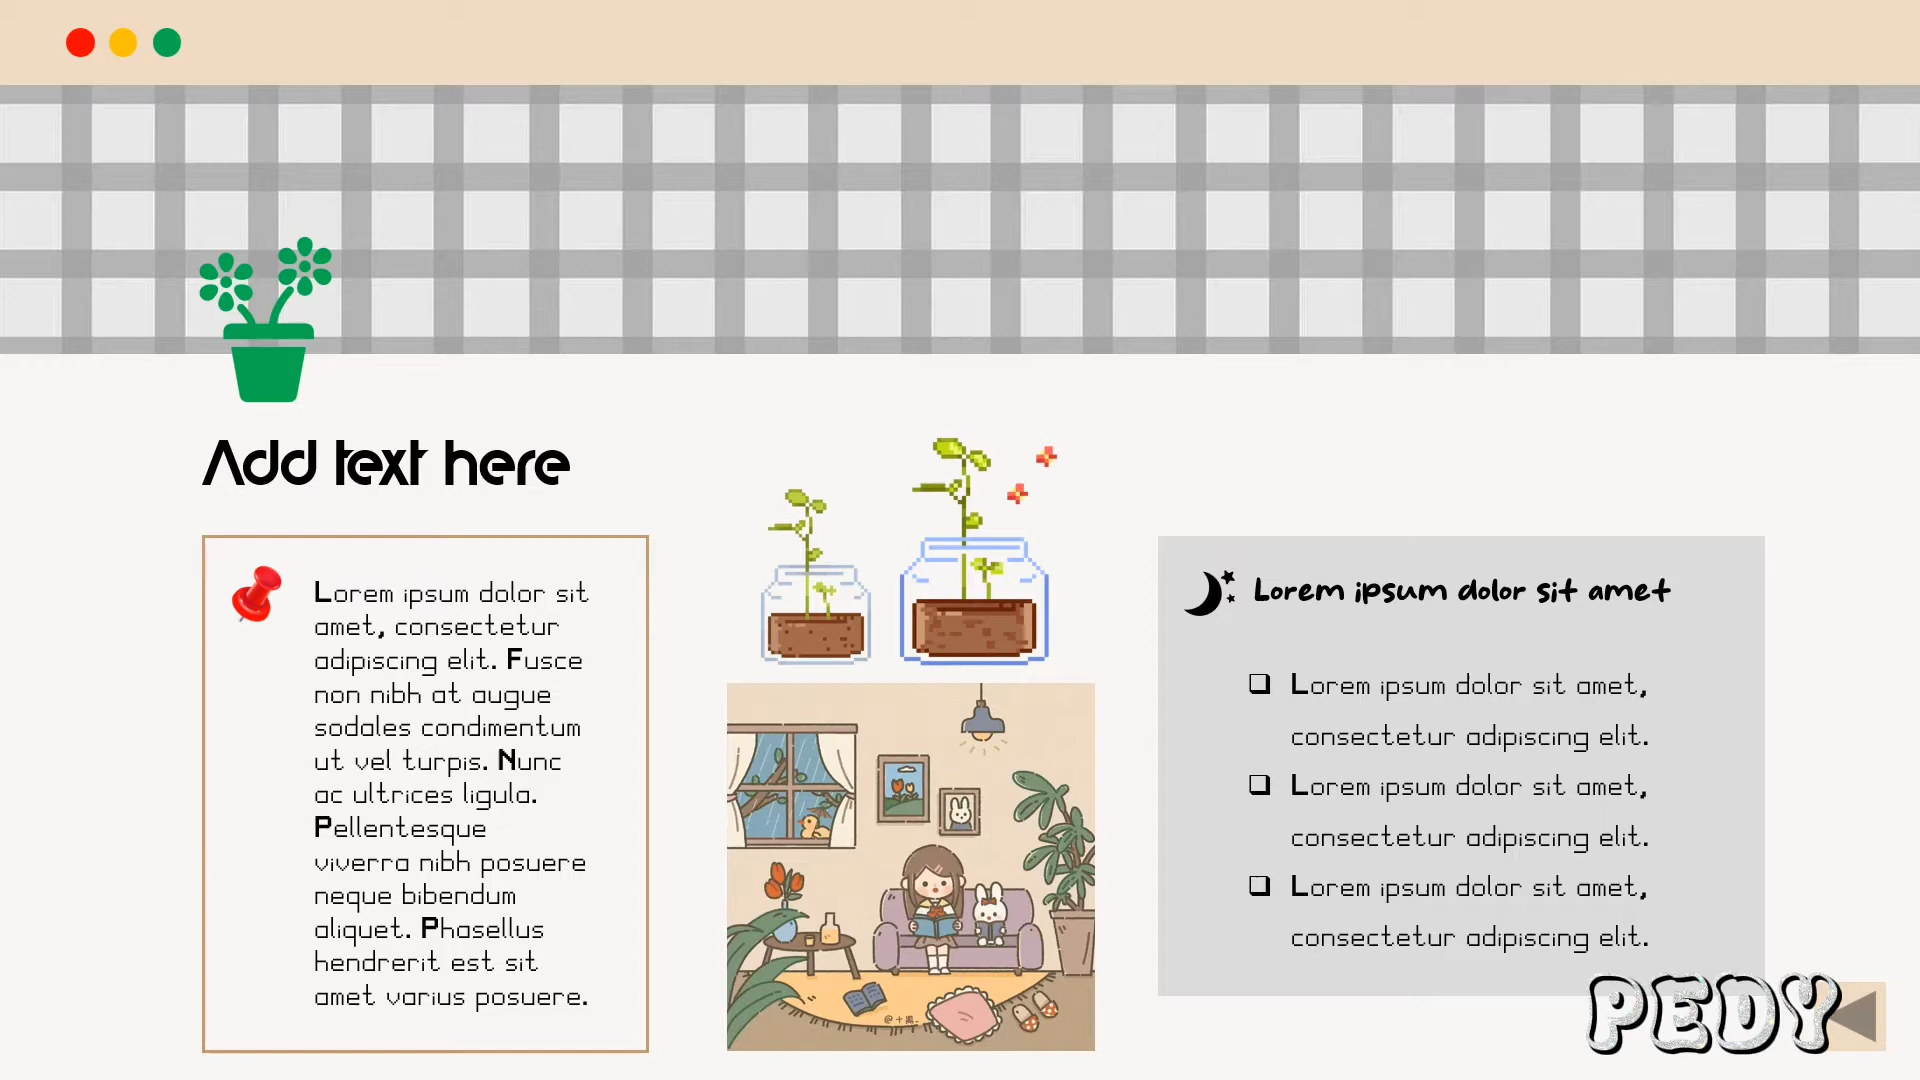 Add text here
Lorem ipsum dolor sit
amet, consectetur
adipiscing elit. Fusce
non nibh at augue
sodales condimentum
ut vel turpis. Nunc
ac ultrices ligula.
Pellentesque
viverra nibh posuere
neque bibendum
aliquet. Phasellus
hendrerit est sit
amet varius posuere.
Lorem ipsum dolor sit amet
Lorem ipsum dolor sit amet,
consectetur adipiscing elit.
Lorem ipsum dolor sit amet,
consectetur adipiscing elit.
Lorem ipsum dolor sit amet,
consectetur adipiscing elit.
PEDY